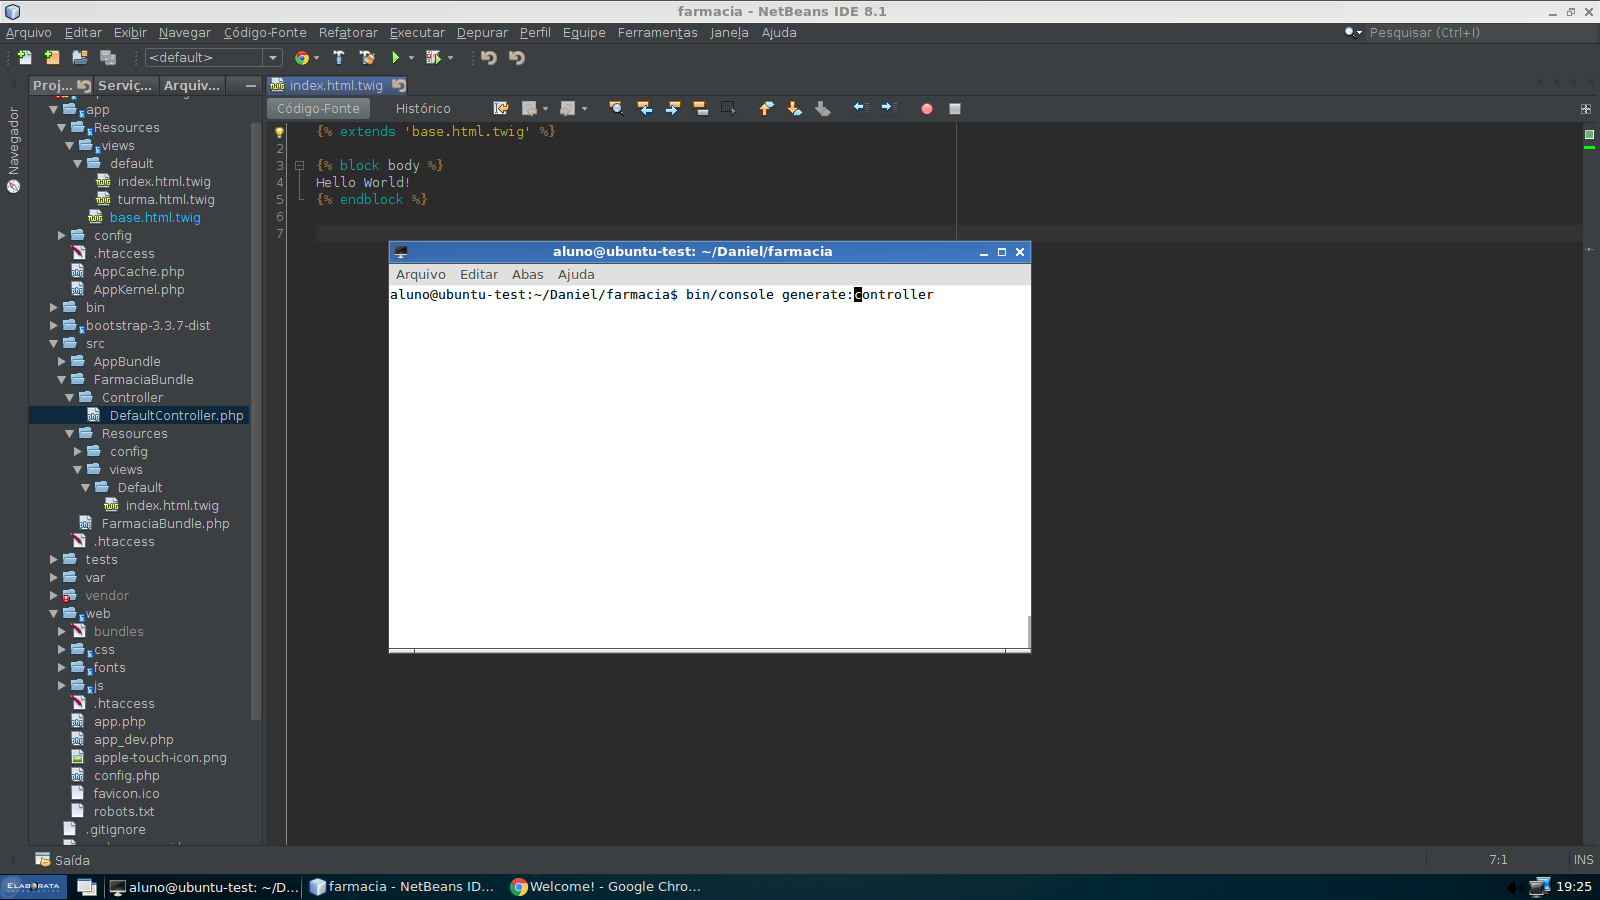 farmacia - NetBeans IDE 8.1
Arquivo Editar Exibir Navegar Código-Fonte Refatorar Executar Depurar Perfil Equipe Ferramentas Janela Ajuda
Pesquisar (Ctrl+I)
<default>
Proj... Serviç... Arquiv...
index.html.twig
Código-Fonte Histórico
Navegador
app
Resources
views
default
index.html.twig
turma.html.twig
base.html.twig
config
.htaccess
AppCache.php
AppKernel.php
bin
bootstrap-3.3.7-dist
src
AppBundle
FarmaciaBundle
Controller
DefaultController.php
Resources
config
views
Default
index.html.twig
FarmaciaBundle.php
.htaccess
tests
var
vendor
web
bundles
css
fonts
js
.htaccess
app.php
app_dev.php
apple-touch-icon.png
config.php
favicon.ico
robots.txt
.gitignore
{% extends 'base.html.twig' %}
2
3 {% block body %}
4 Hello World!
5 {% endblock %}
6
7
aluno@ubuntu-test: ~/Daniel/farmacia
Arquivo Editar Abas Ajuda
aluno@ubuntu-test:~/Daniel/farmacia$ bin/console generate:controller
Saída
7:1 INS
ELABORATA
aluno@ubuntu-test: ~/D...
farmacia - NetBeans ID...
Welcome! - Google Chro...
19:25